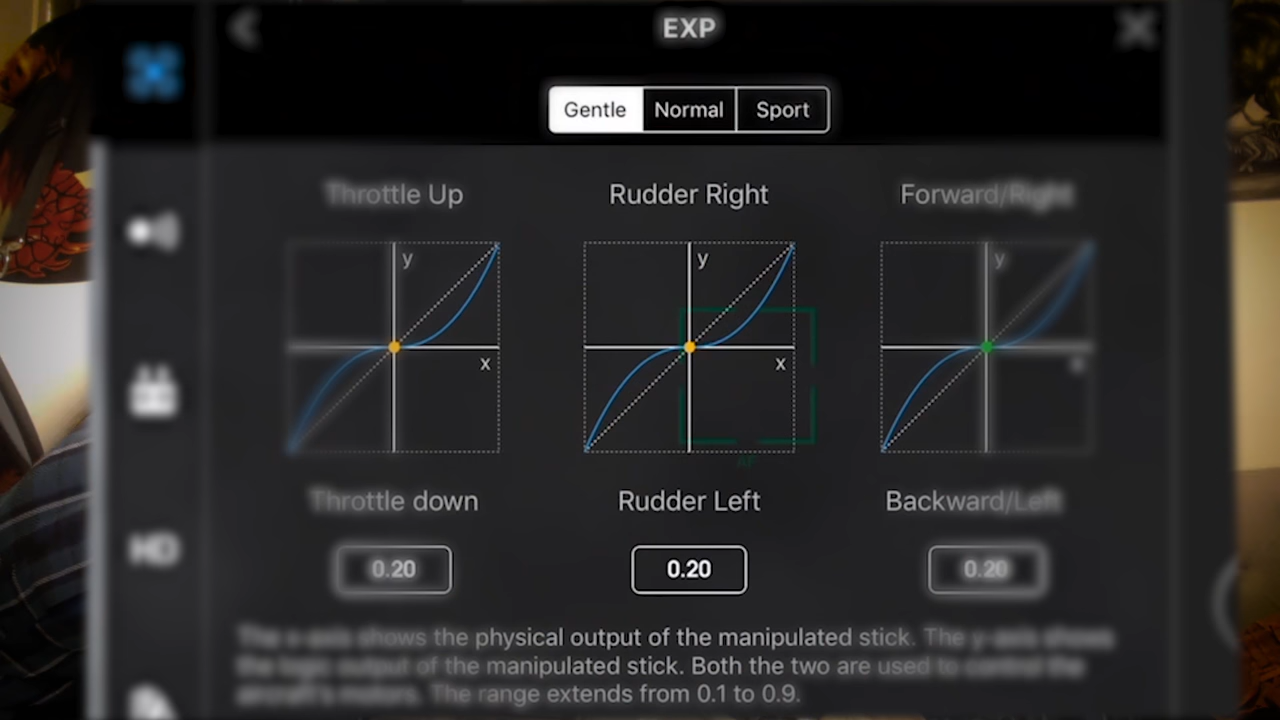 EXP
Gentle Normal Sport
Throttle Up Rudder Right Forward/Right
y y y
x x x
AF
Throttle down Rudder Left Backward/Left
0.20 0.20 0.20
HD
The x-axis shows the physical output of the manipulated stick. The y-axis shows
the logic output of the manipulated stick. Both the two are used to control the
aircraft's motors. The range extends from 0.1 to 0.9.